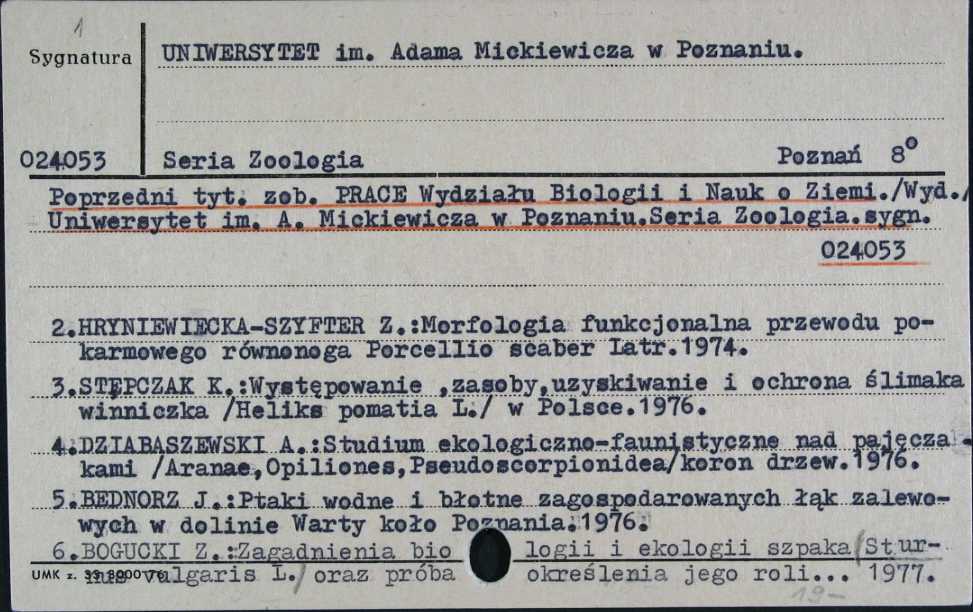 1
Sygnatura
UNIWERSYTET im. Adama Mickiewicza w Poznaniu.
024053 Seria Zoologia Poznań 8°
Poprzedni tyt. zob. PRACE Wydziału Biologii i Nauk o Ziemi./Wyd./
Uniwersytet im. A. Mickiewicza w Poznaniu.Seria Zoologia.sygn.
024053
2.HRYNIEWIECKA-SZYFTER Z.:Morfologia funkcjonalna przewodu po-
karmowego równonoga Porcellio scaber Iatr.1974.
3.STĘPCZAK K.:Występowanie ,zasoby,uzyskiwanie i ochrona ślimaka
winniczka /Heliks pomatia L./ w Polsce.1976.
4.DZIABASZEWSKI A.:Studium ekologiczno-faunistyczne nad pajęcza-
kami /Aranae,Opiliones,Pseudoscorpionidea/koron drzew.1976.
5.BEDNORZ J.:Ptaki wodne i błotne zagospodarowanych łąk zalewo-
wych w dolinie Warty koło Poznania.1976.
6.BOGUCKI Z.:Zagadnienia bio logii i ekologii szpaka/Stur-
UMK z. vulgaris L./ oraz próba określenia jego roli... 1977.
19-